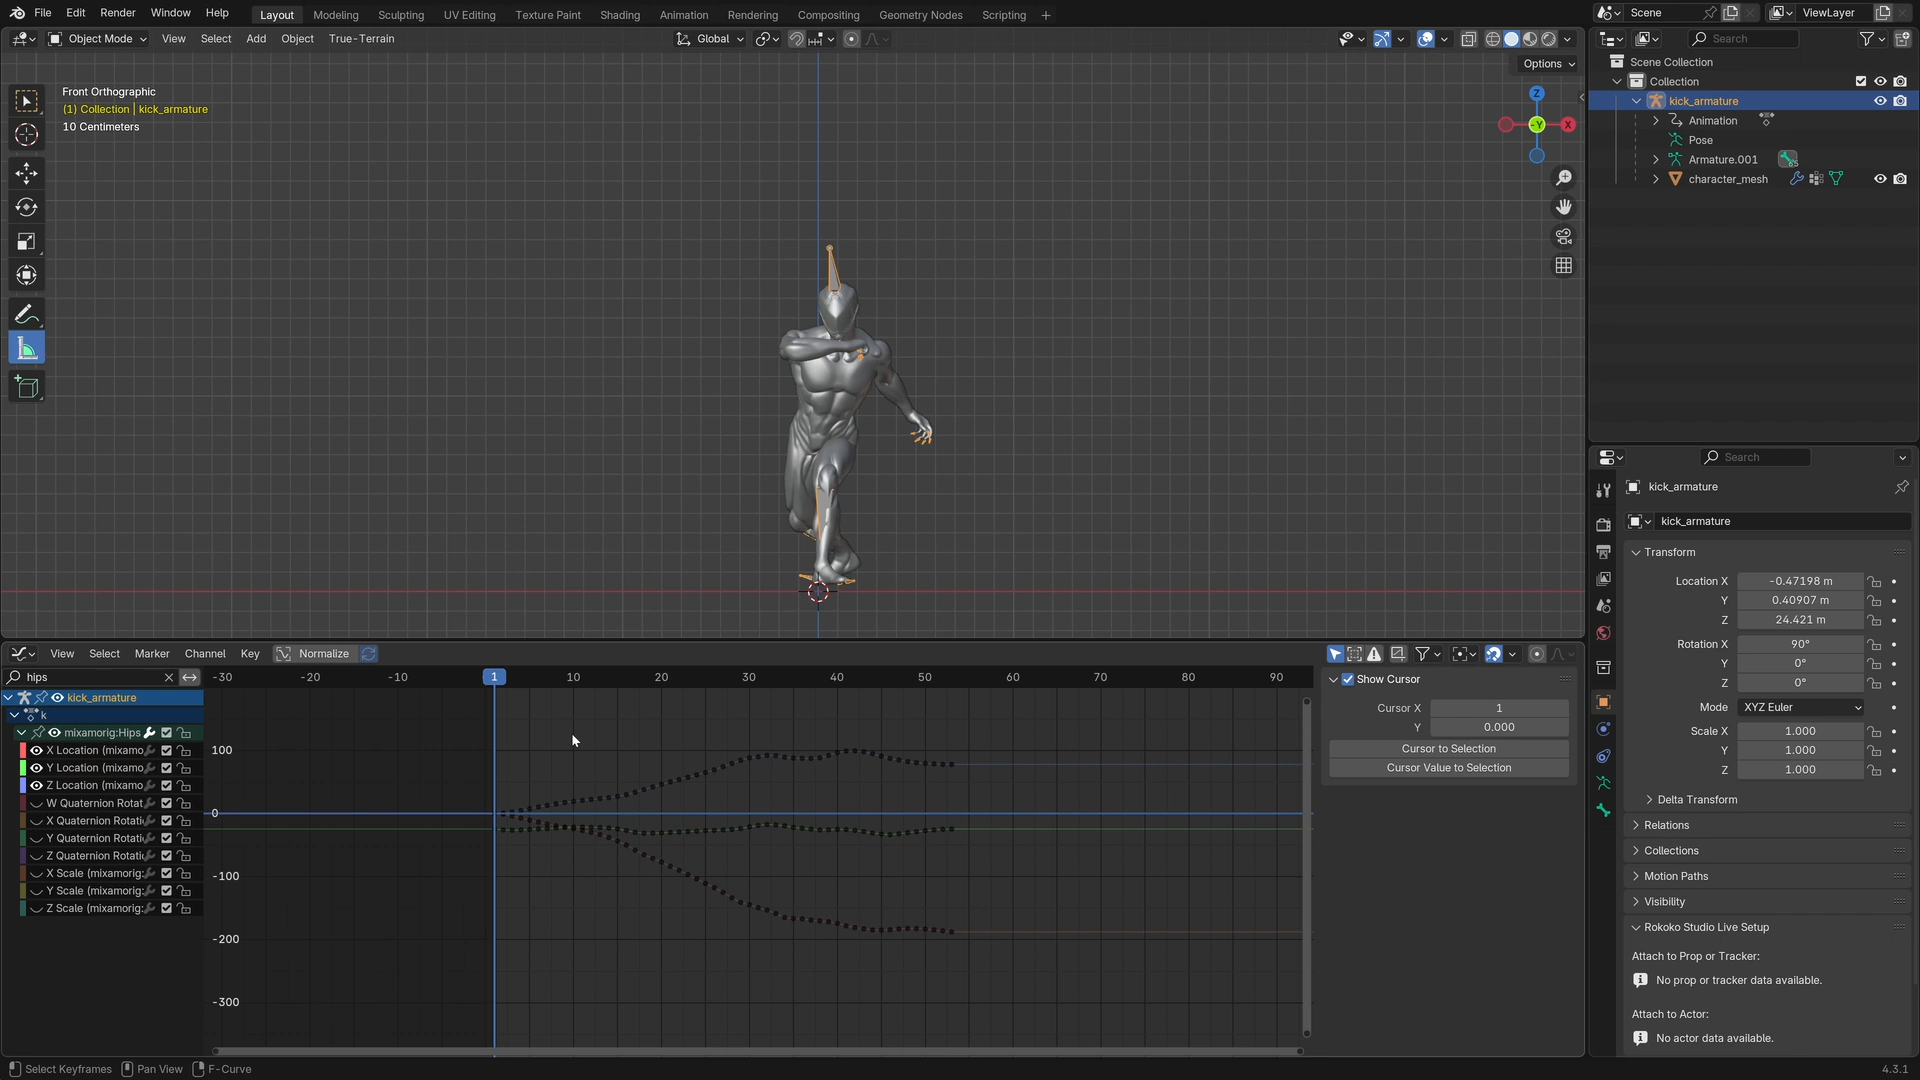 File Edit Render Window Help Layout Modeling Sculpting UV Editing Texture Paint Shading Animation Rendering Compositing Geometry Nodes Scripting + Scene ViewLayer
Object Mode View Select Add Object True-Terrain Global Search
Options
Front Orthographic
(1) Collection | kick_armature
10 Centimeters
Z
-Y
X
Scene Collection
Collection
kick_armature
Animation
Pose
Armature.001
character_mesh
Search
kick_armature
kick_armature
Transform
Location X -0.47198 m
Y 0.40907 m
Z 24.421 m
Rotation X 90°
Y 0°
Z 0°
Mode XYZ Euler
Scale X 1.000
Y 1.000
Z 1.000
Delta Transform
Relations
Collections
Motion Paths
Visibility
Rokoko Studio Live Setup
Attach to Prop or Tracker:
No prop or tracker data available.
Attach to Actor:
No actor data available.
View Select Marker Channel Key Normalize
hips
-30 -20 -10 1 10 20 30 40 50 60 70 80 90
kick_armature
k
mixamorig:Hips
X Location (mixamo
Y Location (mixamo
Z Location (mixamo
W Quaternion Rotat
X Quaternion Rotati
Y Quaternion Rotati
Z Quaternion Rotati
X Scale (mixamorig:
Y Scale (mixamorig:
Z Scale (mixamorig:
100
0
-100
-200
-300
Show Cursor
Cursor X 1
Y 0.000
Cursor to Selection
Cursor Value to Selection
Select Keyframes Pan View F-Curve 4.3.1